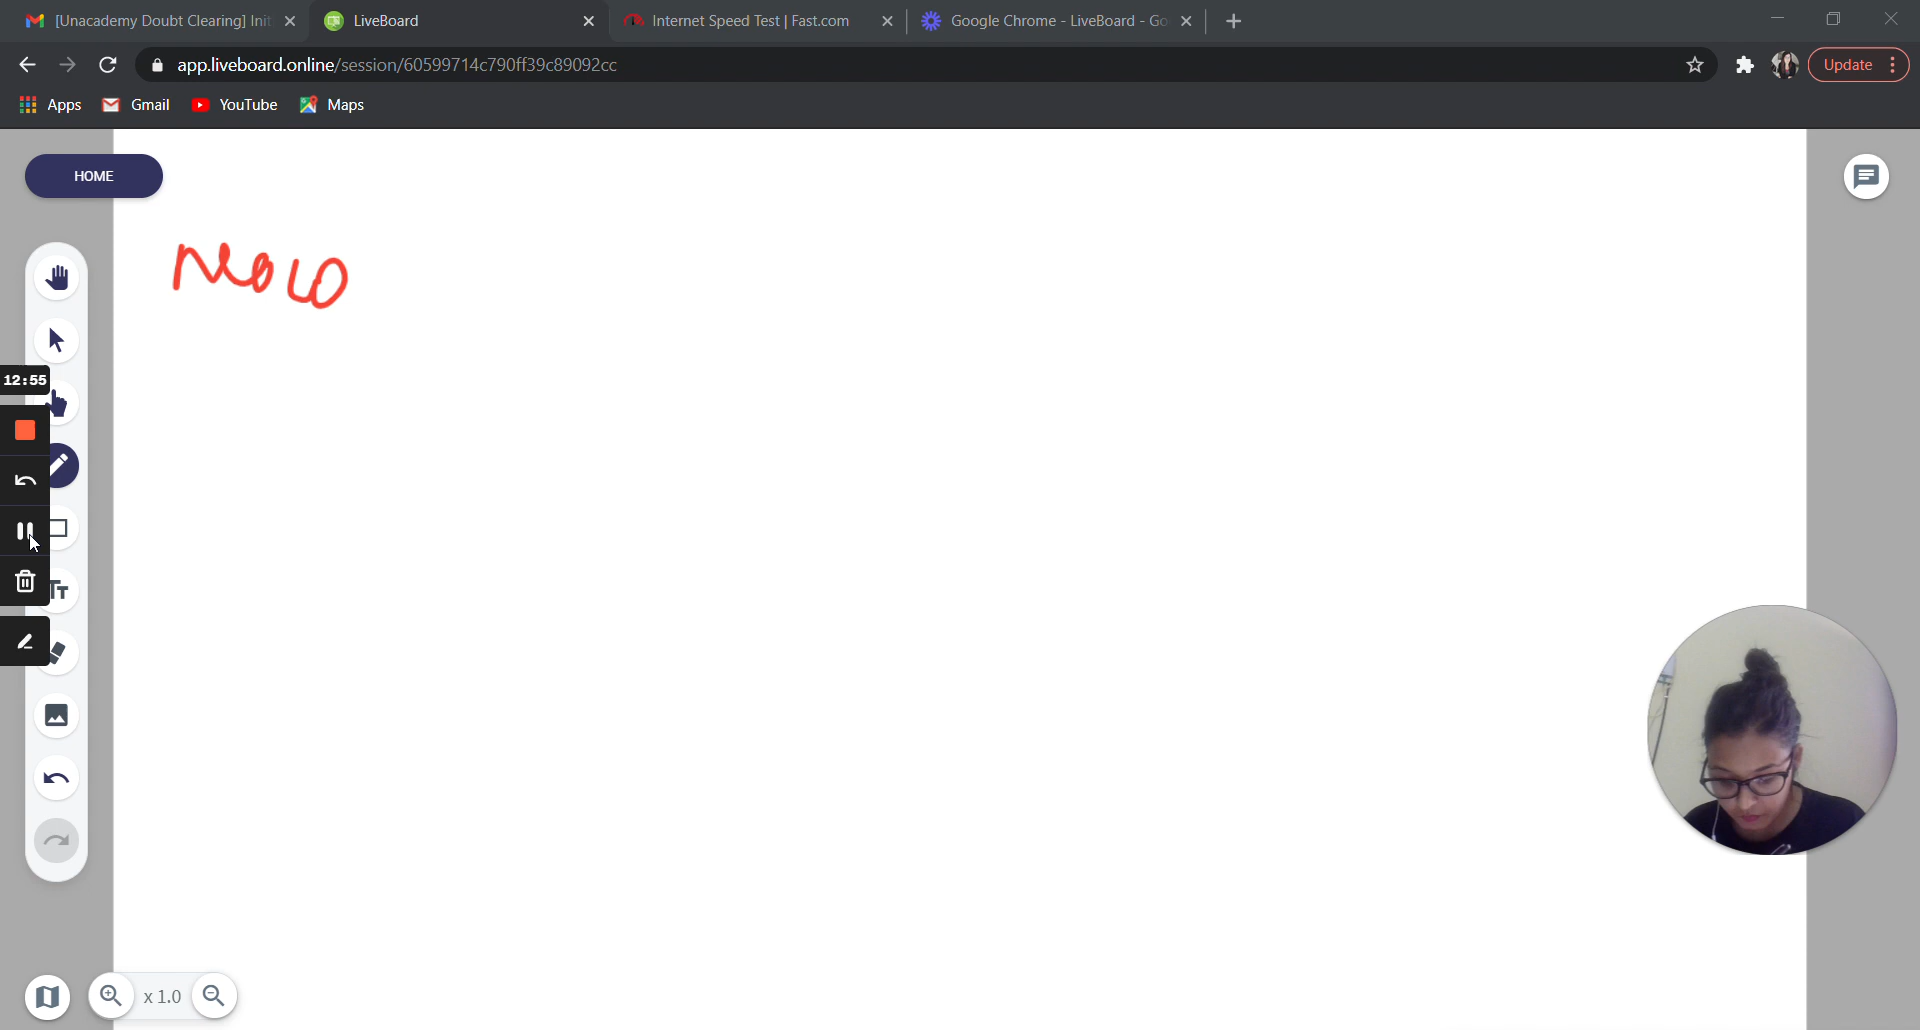 [Unacademy Doubt Clearing] Init
LiveBoard
Internet Speed Test | Fast.com
Google Chrome - LiveBoard - Go
app.liveboard.online/session/60599714c790ff39c89092cc
Update
Apps
Gmail
YouTube
Maps
HOME
12:55
Tт
x 1.0